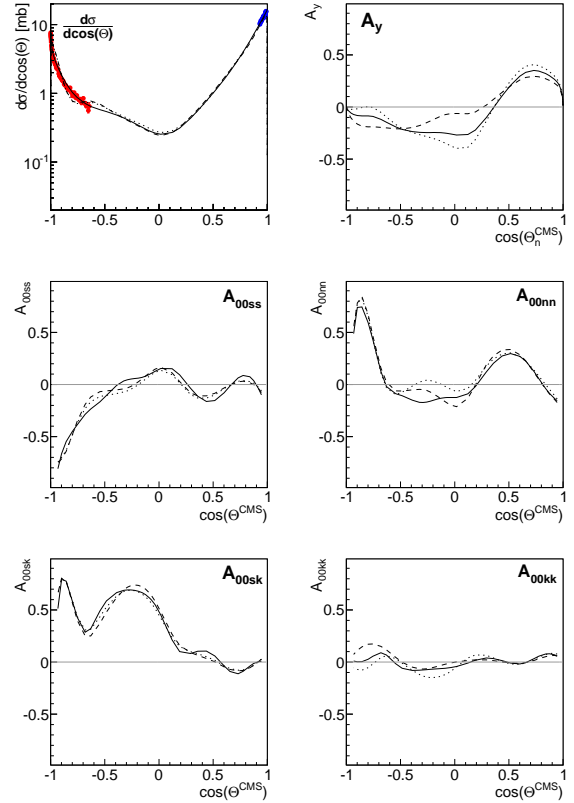 dσ/dcos(Θ) [mb]
10
1
10⁻¹
dσ
dcos(Θ)
-1 -0.5 0 0.5 1
cos(Θ)
A_y
0.5
0
-0.5
A_y
-1 -0.5 0 0.5 1
cos(Θ_n^CMS)
A_00ss
0.5
0
-0.5
A_00ss
-1 -0.5 0 0.5 1
cos(Θ^CMS)
A_00nn
0.5
0
-0.5
A_00nn
-1 -0.5 0 0.5 1
cos(Θ^CMS)
A_00sk
0.5
0
-0.5
A_00sk
-1 -0.5 0 0.5 1
cos(Θ^CMS)
A_00kk
0.5
0
-0.5
A_00kk
-1 -0.5 0 0.5 1
cos(Θ^CMS)